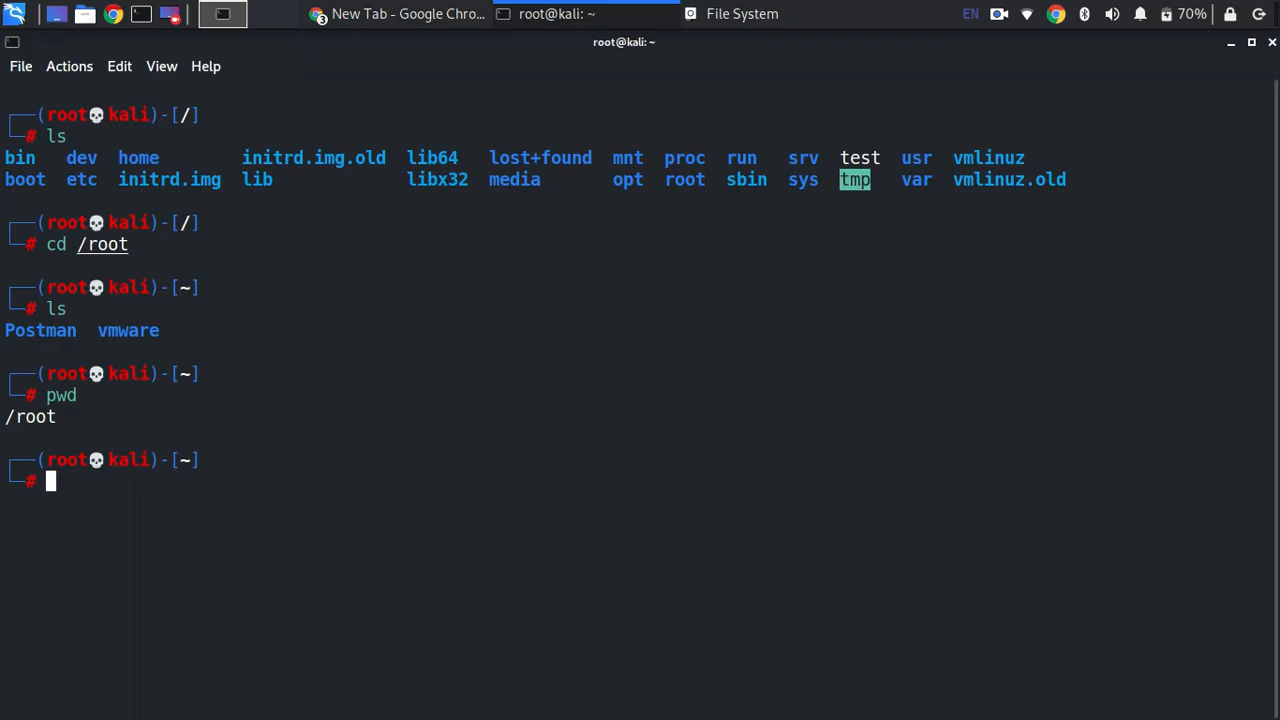 New Tab - Google Chro... root@kali: ~ File System EN 70%
root@kali: ~
File Actions Edit View Help
┌──(root💀kali)-[/]
└─# ls
bin dev home initrd.img.old lib64 lost+found mnt proc run srv test usr vmlinuz
boot etc initrd.img lib libx32 media opt root sbin sys tmp var vmlinuz.old
┌──(root💀kali)-[/]
└─# cd /root
┌──(root💀kali)-[~]
└─# ls
Postman vmware
┌──(root💀kali)-[~]
└─# pwd
/root
┌──(root💀kali)-[~]
└─#